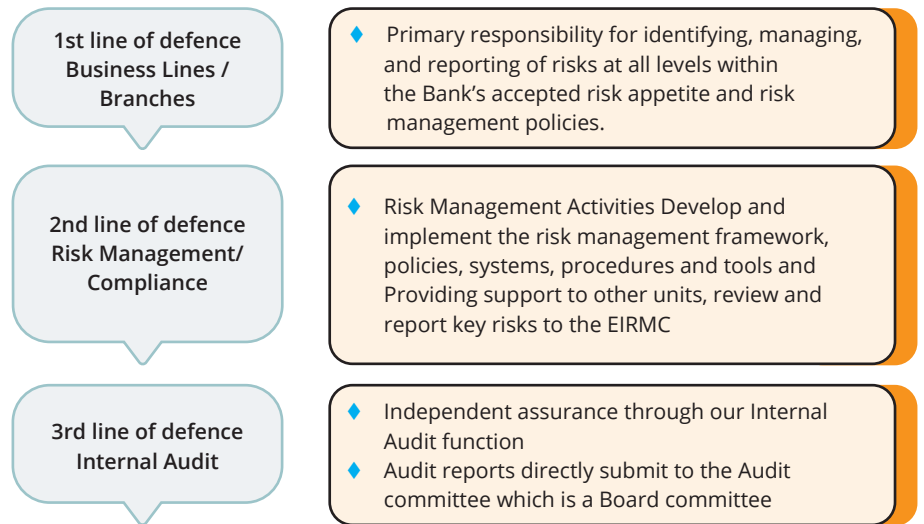 1st line of defence
Business Lines /
Branches
♦ Primary responsibility for identifying, managing,
and reporting of risks at all levels within
the Bank's accepted risk appetite and risk
management policies.
2nd line of defence
Risk Management/
Compliance
♦ Risk Management Activities Develop and
implement the risk management framework,
policies, systems, procedures and tools and
Providing support to other units, review and
report key risks to the EIRMC
3rd line of defence
Internal Audit
♦ Independent assurance through our Internal
Audit function
♦ Audit reports directly submit to the Audit
committee which is a Board committee